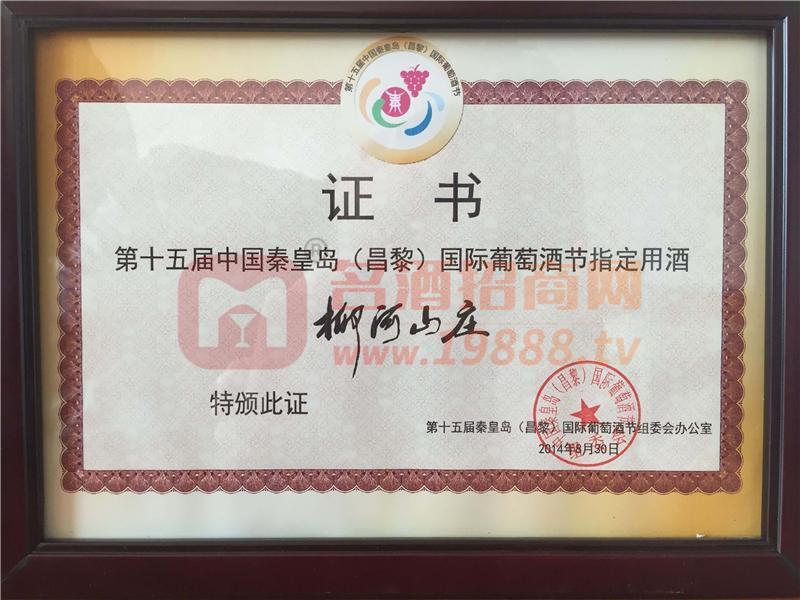 第十五届中国秦皇岛（昌黎）国际葡萄酒节
秦
证 书
第十五届中国秦皇岛（昌黎）国际葡萄酒节指定用酒
®
名酒招商网
www.19888.tv
柳河山庄
特颁此证
第十五届秦皇岛（昌黎）国际葡萄酒节组委会办公室
2014年8月30日